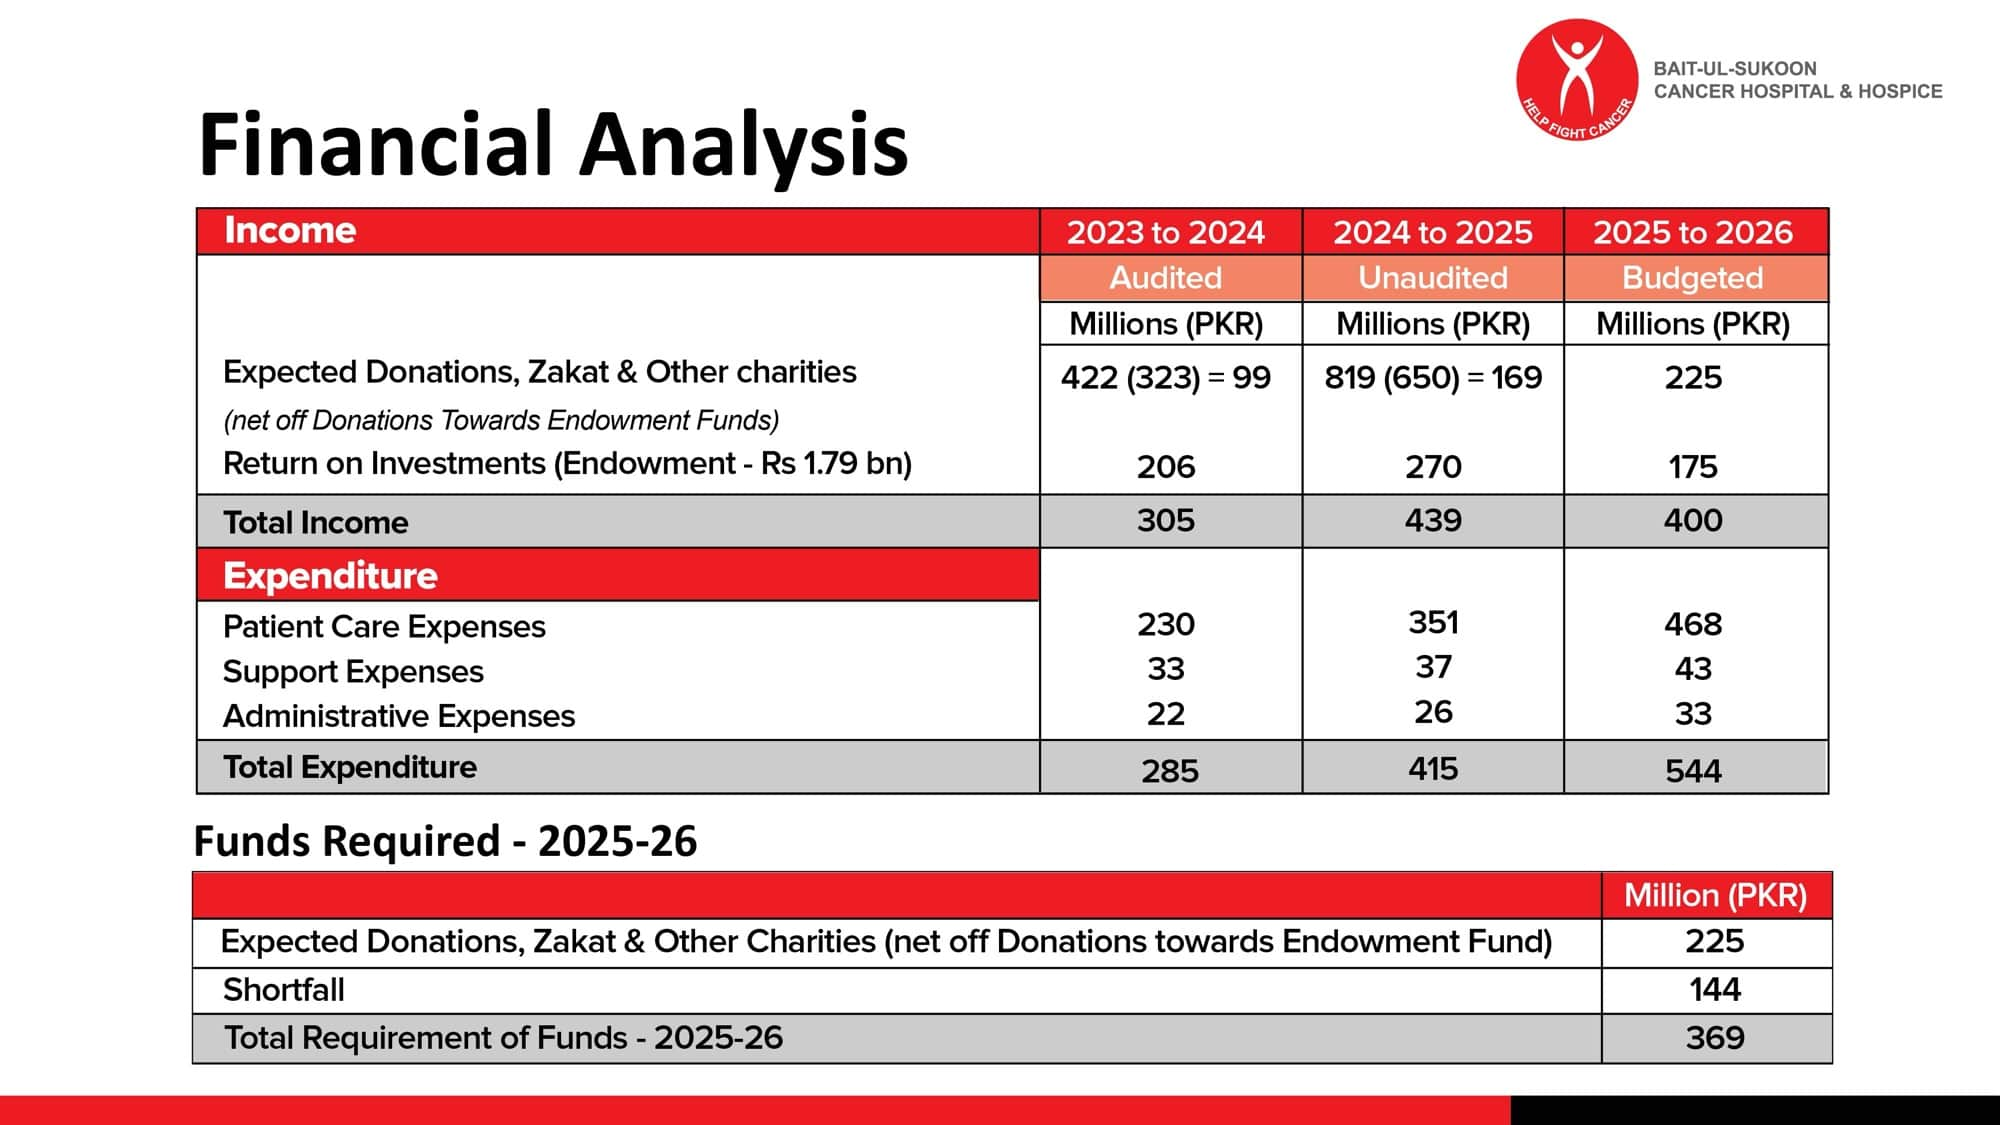 HELP FIGHT CANCER
BAIT-UL-SUKOON
CANCER HOSPITAL & HOSPICE
Financial Analysis
Income 2023 to 2024 2024 to 2025 2025 to 2026
Audited Unaudited Budgeted
Millions (PKR) Millions (PKR) Millions (PKR)
Expected Donations, Zakat & Other charities 422 (323) = 99 819 (650) = 169 225
(net off Donations Towards Endowment Funds)
Return on Investments (Endowment - Rs 1.79 bn) 206 270 175
Total Income 305 439 400
Expenditure
Patient Care Expenses 230 351 468
Support Expenses 33 37 43
Administrative Expenses 22 26 33
Total Expenditure 285 415 544
Funds Required - 2025-26
Million (PKR)
Expected Donations, Zakat & Other Charities (net off Donations towards Endowment Fund) 225
Shortfall 144
Total Requirement of Funds - 2025-26 369